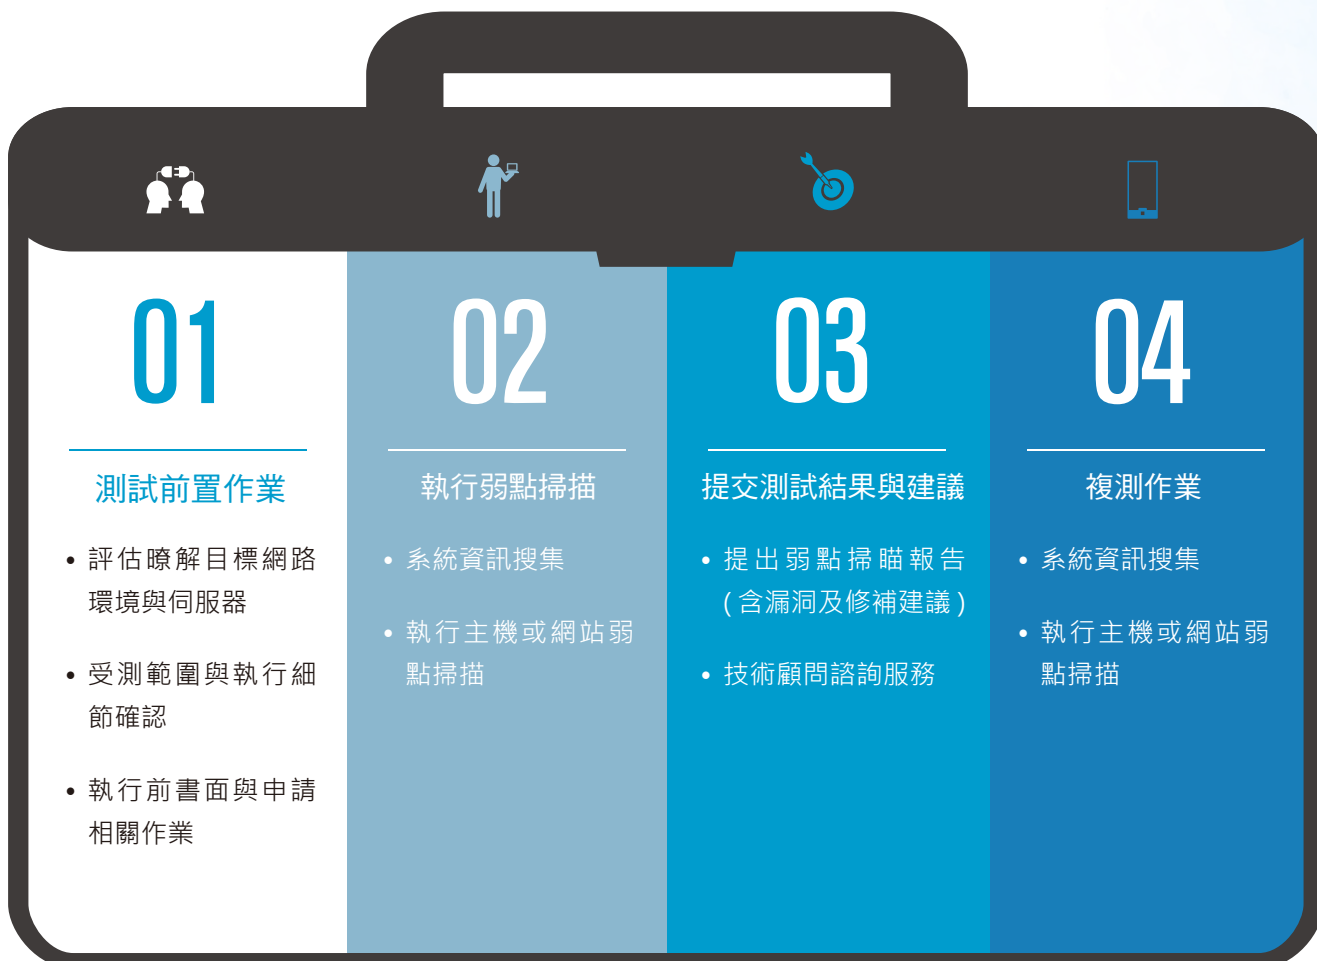 01
測試前置作業
• 評估瞭解目標網路
環境與伺服器
• 受測範圍與執行細
節確認
• 執行前書面與申請
相關作業
02
執行弱點掃描
• 系統資訊搜集
• 執行主機或網站弱
點掃描
03
提交測試結果與建議
• 提出弱點掃瞄報告
( 含漏洞及修補建議 )
• 技術顧問諮詢服務
04
複測作業
• 系統資訊搜集
• 執行主機或網站弱
點掃描